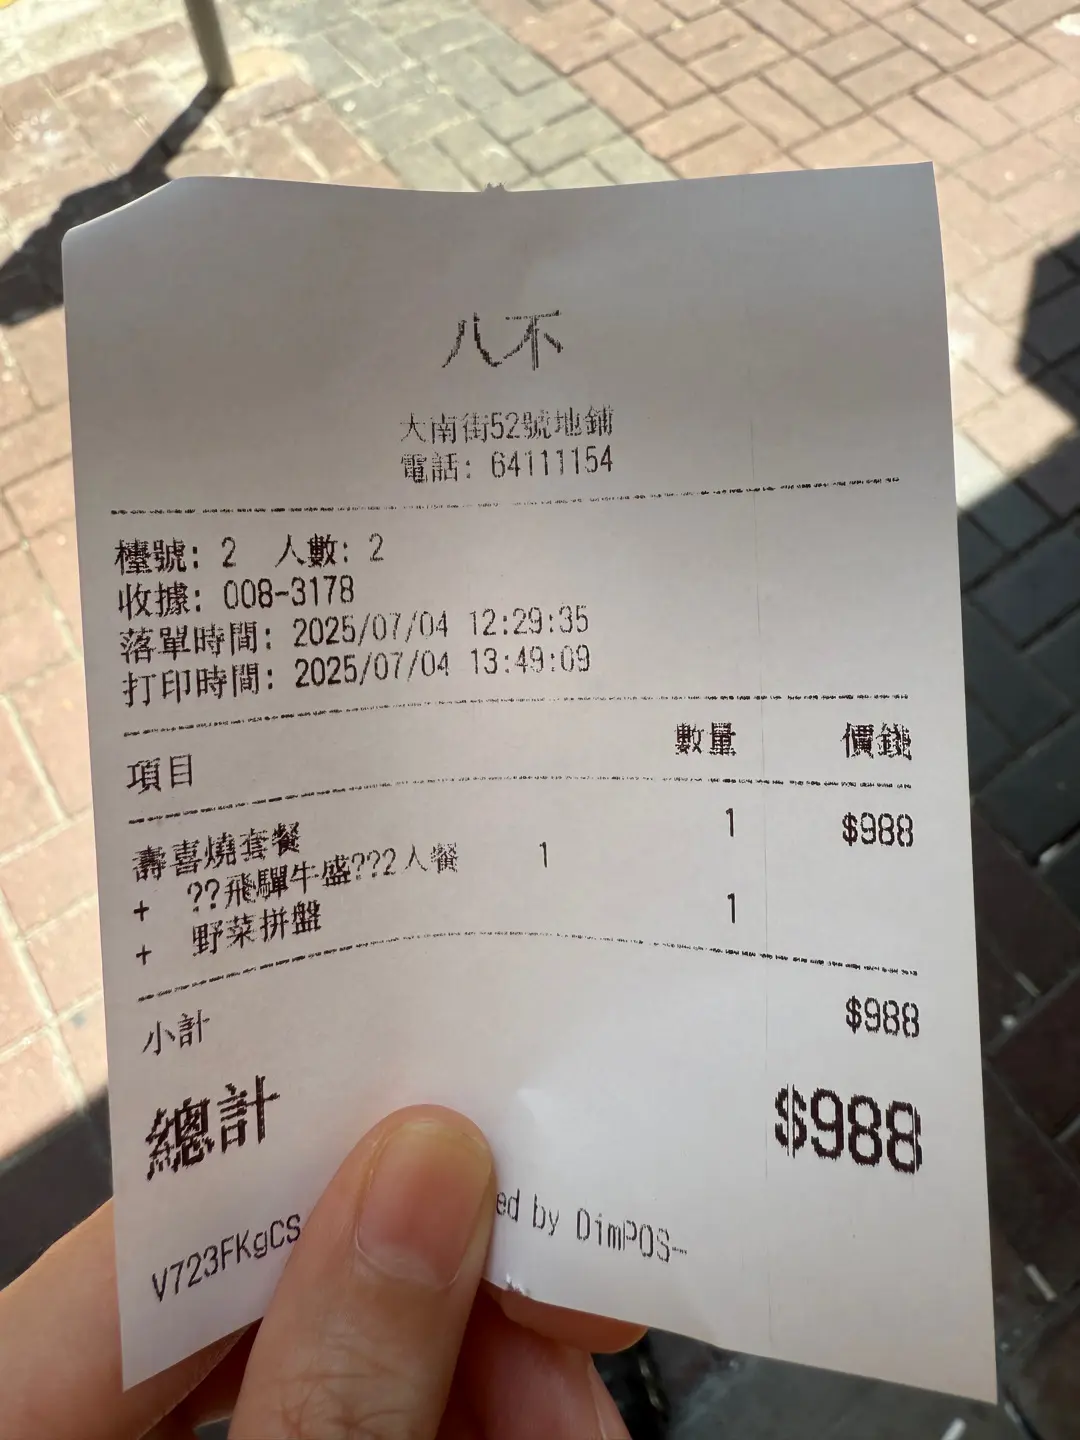 八不
大南街52號地鋪
電話: 64111154
檯號: 2 人數: 2
收據: 008-3178
落單時間: 2025/07/04 12:29:35
打印時間: 2025/07/04 13:49:09
項目 數量 價錢
壽喜燒套餐 1 $988
+ ??飛驒牛盛???2人餐 1
+ 野菜拼盤 1
小計 $988
總計 $988
V723FKgCS ed by DimPOS-